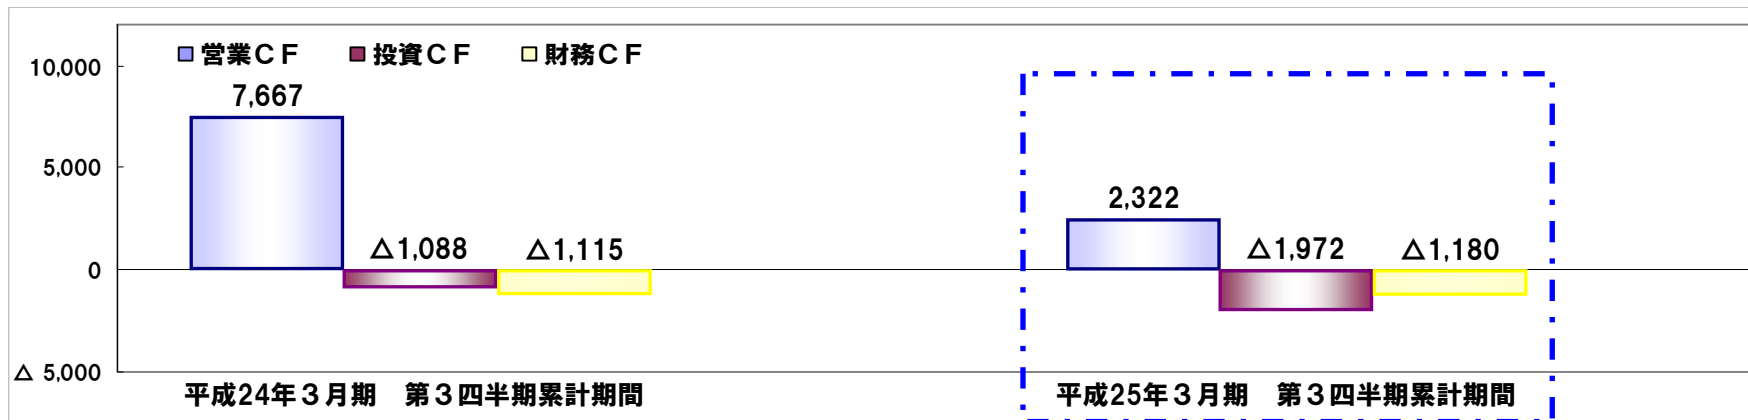 ■ 営業ＣＦ ■ 投資ＣＦ □ 財務ＣＦ
10,000
7,667
5,000
2,322
△1,088 △1,115 △1,972 △1,180
0
△ 5,000
平成24年３月期　第３四半期累計期間 平成25年３月期　第３四半期累計期間